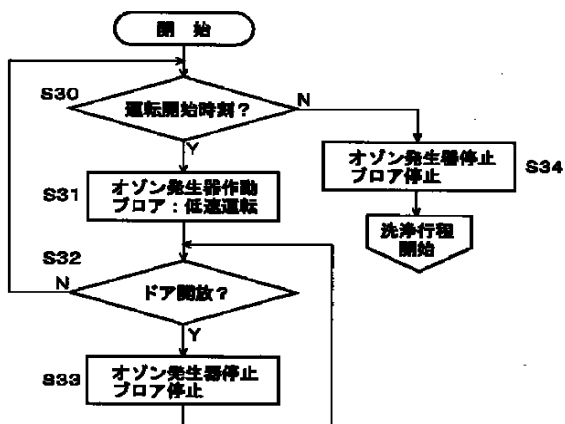 開 始
S30
運転開始時刻?
N
Y
オゾン発生器停止
ブロア停止
S34
S31
オゾン発生器作動
ブロア:低速運転
洗浄行程
開始
S32
N
ドア開放?
Y
S33
オゾン発生器停止
ブロア停止